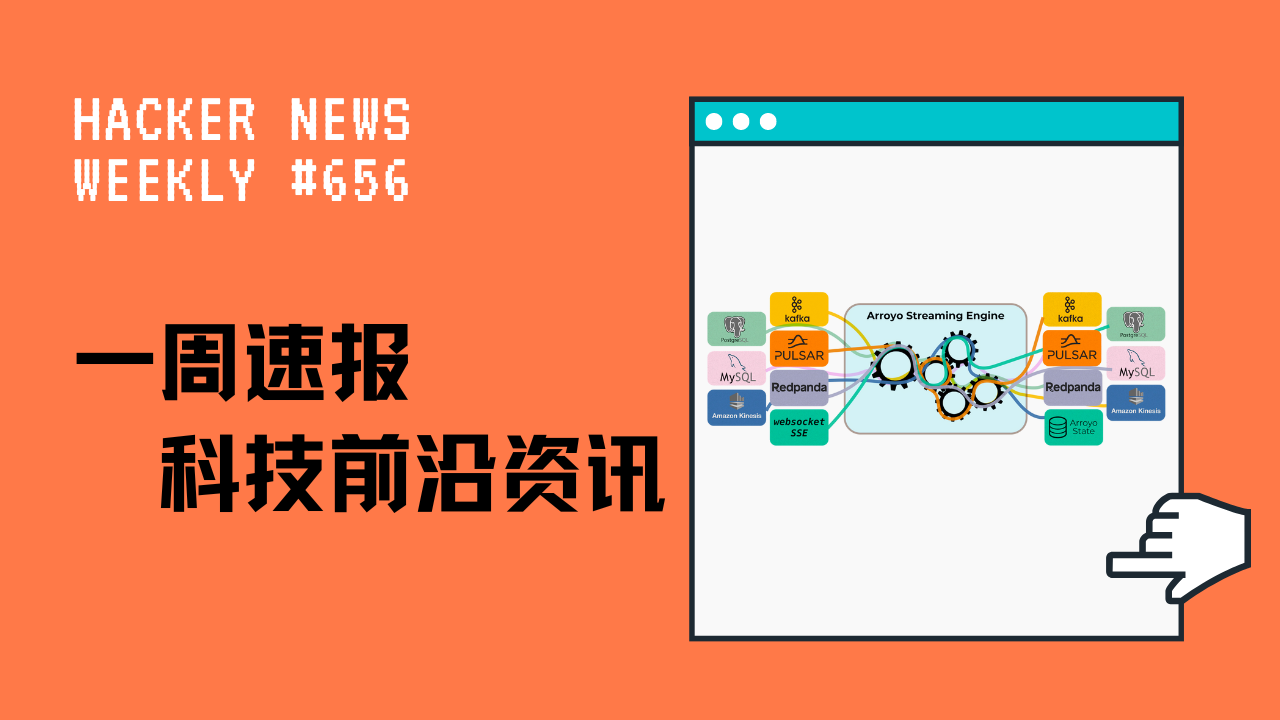 HACKER NEWS
WEEKLY #656
一周速报
科技前沿资讯
Arroyo Streaming Engine
kafka
PostgreSQL
PULSAR
MySQL
Redpanda
Amazon Kinesis
websocket
SSE
kafka
PostgreSQL
PULSAR
MySQL
Redpanda
Amazon Kinesis
Arroyo
State